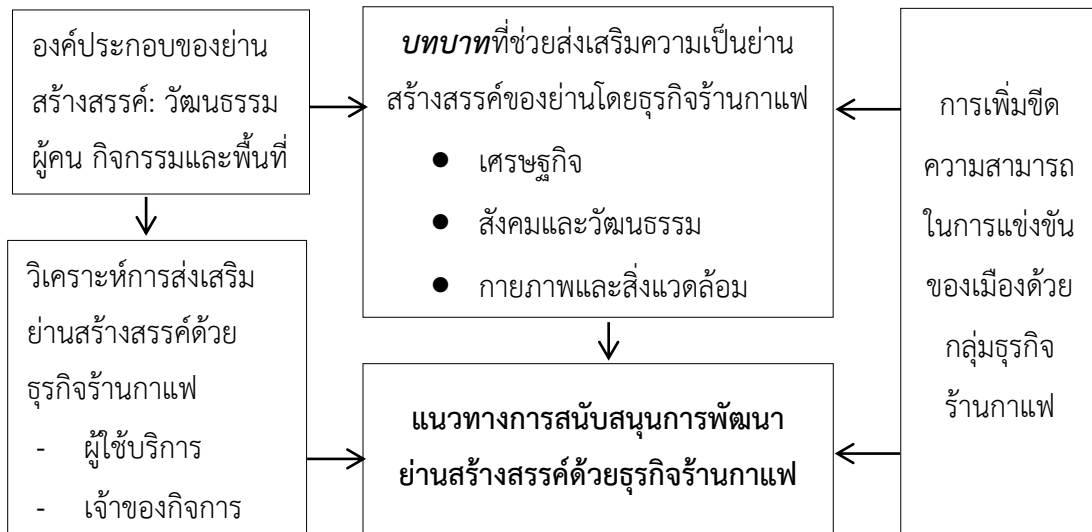 องค์ประกอบของย่าน
สร้างสรรค์: วัฒนธรรม
ผู้คน กิจกรรมและพื้นที่
วิเคราะห์การส่งเสริม
ย่านสร้างสรรค์ด้วย
ธุรกิจร้านกาแฟ
- ผู้ใช้บริการ
- เจ้าของกิจการ
บทบาทที่ช่วยส่งเสริมความเป็นย่าน
สร้างสรรค์ของย่านโดยธุรกิจร้านกาแฟ
● เศรษฐกิจ
● สังคมและวัฒนธรรม
● กายภาพและสิ่งแวดล้อม
แนวทางการสนับสนุนการพัฒนา
ย่านสร้างสรรค์ด้วยธุรกิจร้านกาแฟ
การเพิ่มขีด
ความสามารถ
ในการแข่งขัน
ของเมืองด้วย
กลุ่มธุรกิจ
ร้านกาแฟ